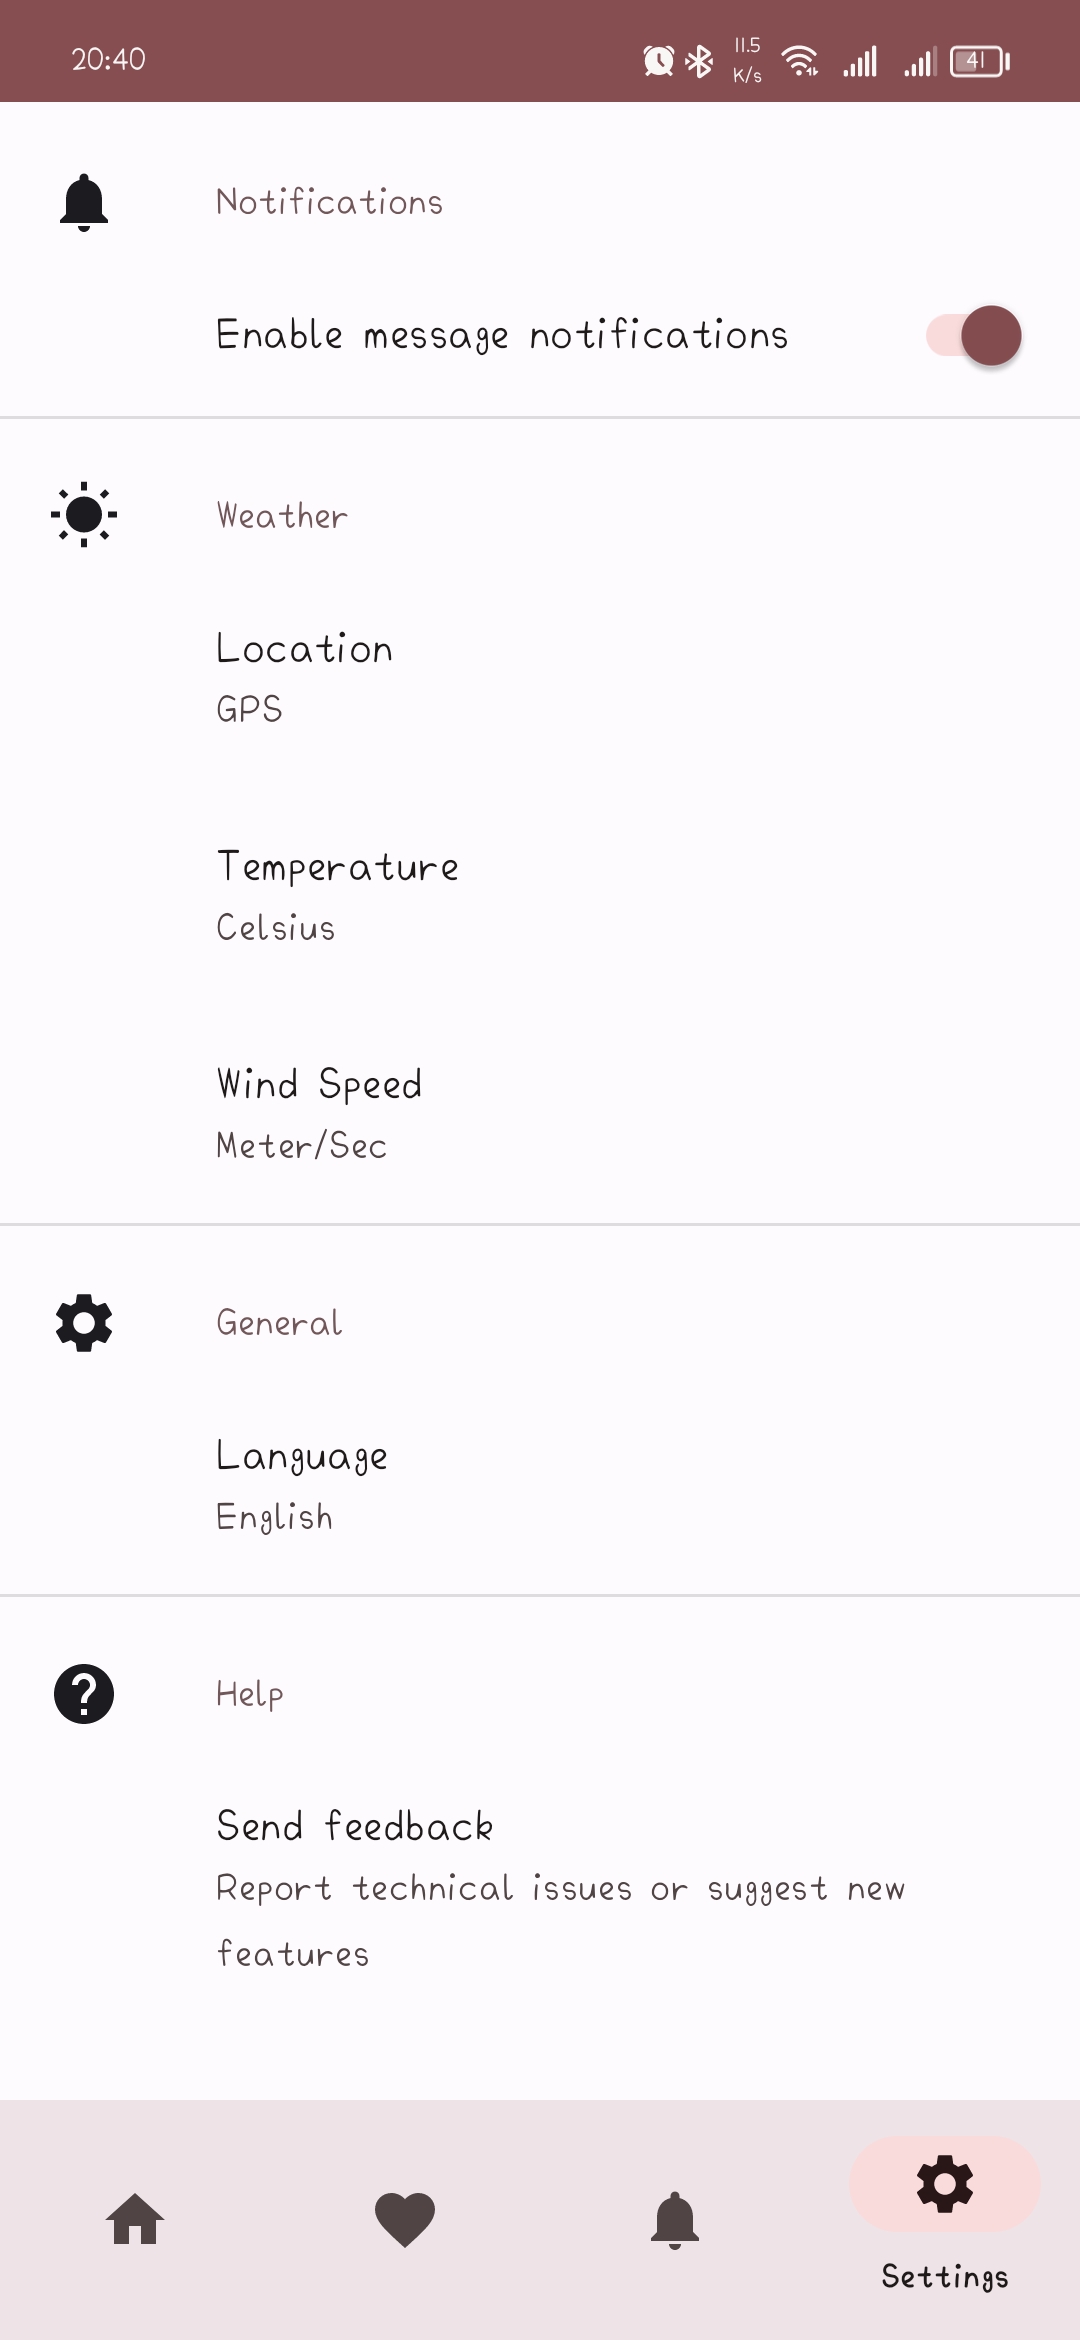 20:40
11.5
K/s
41
Notifications
Enable message notifications
Weather
Location
GPS
Temperature
Celsius
Wind Speed
Meter/Sec
General
Language
English
Help
Send feedback
Report technical issues or suggest new
features
Settings